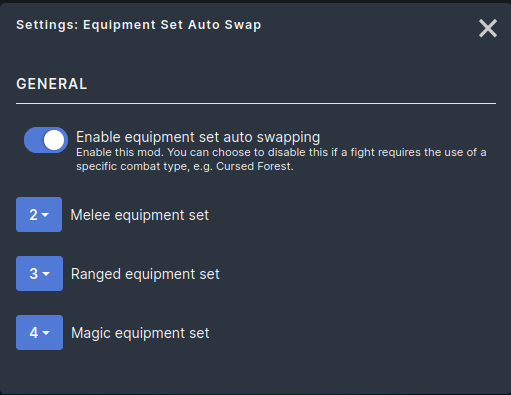 Settings: Equipment Set Auto Swap
GENERAL
Enable equipment set auto swapping
Enable this mod. You can choose to disable this if a fight requires the use of a
specific combat type, e.g. Cursed Forest.
2 Melee equipment set
3 Ranged equipment set
4 Magic equipment set